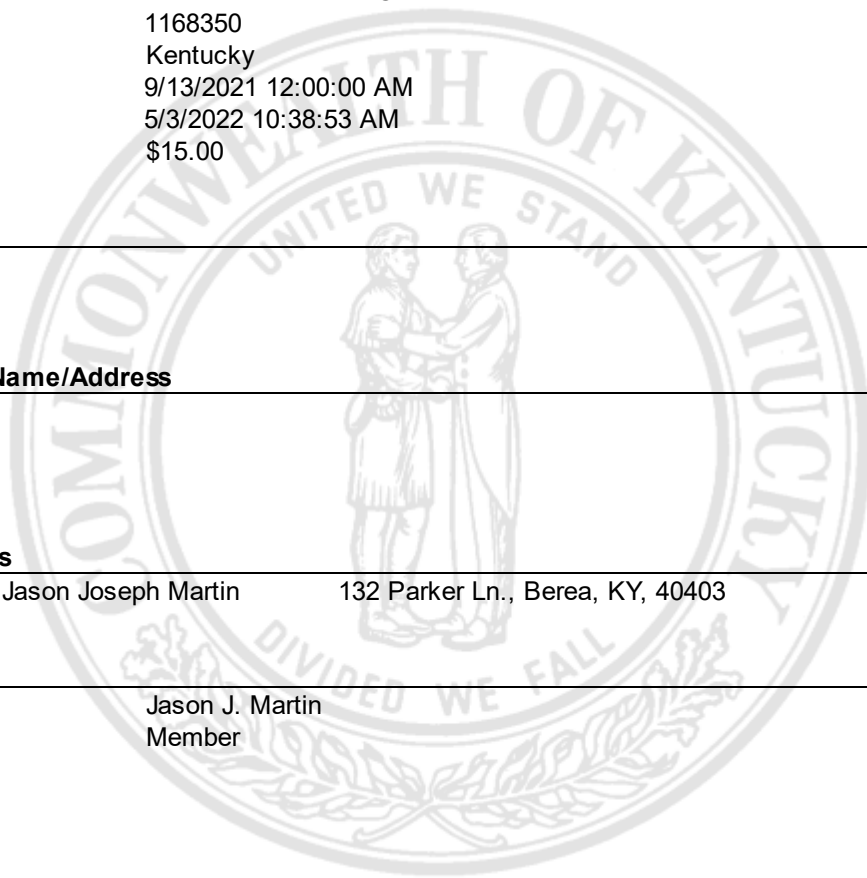 1168350
Kentucky
9/13/2021 12:00:00 AM
5/3/2022 10:38:53 AM
$15.00
COMMONWEALTH OF KENTUCKY
UNITED WE STAND
Name/Address
s
Jason Joseph Martin 132 Parker Ln., Berea, KY, 40403
DIVIDED WE FALL
Jason J. Martin
Member